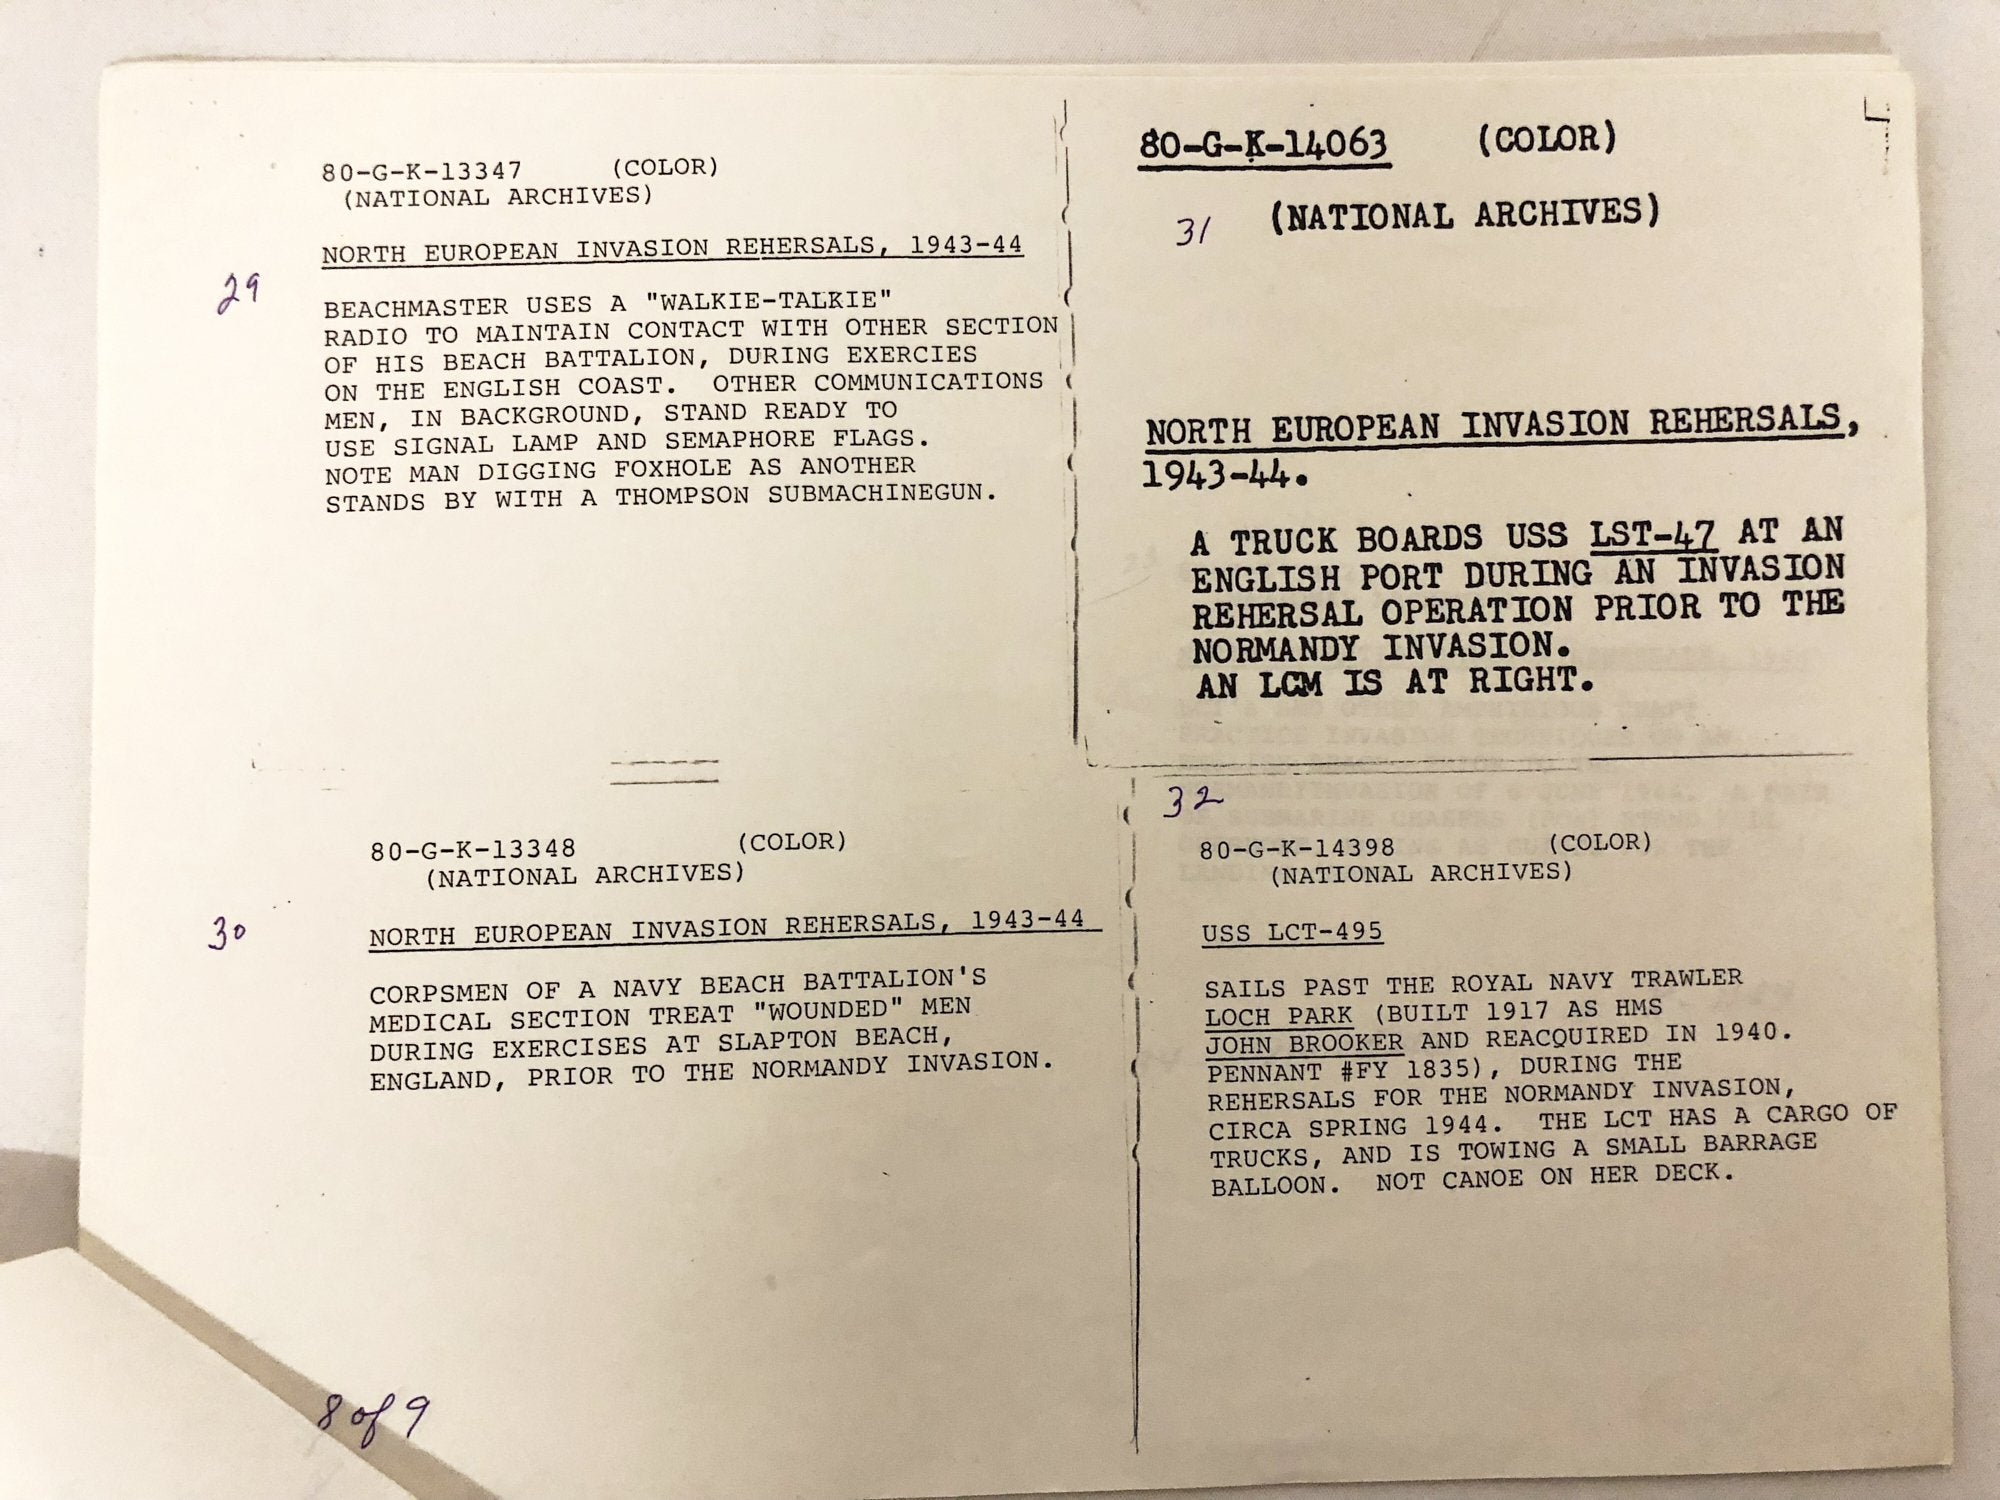 80-G-K-13347 (COLOR)
(NATIONAL ARCHIVES)
NORTH EUROPEAN INVASION REHERSALS, 1943-44
29
BEACHMASTER USES A "WALKIE-TALKIE"
RADIO TO MAINTAIN CONTACT WITH OTHER SECTION
OF HIS BEACH BATTALION, DURING EXERCIES
ON THE ENGLISH COAST. OTHER COMMUNICATIONS
MEN, IN BACKGROUND, STAND READY TO
USE SIGNAL LAMP AND SEMAPHORE FLAGS.
NOTE MAN DIGGING FOXHOLE AS ANOTHER
STANDS BY WITH A THOMPSON SUBMACHINEGUN.
80-G-K-13348 (COLOR)
(NATIONAL ARCHIVES)
30
NORTH EUROPEAN INVASION REHERSALS, 1943-44
CORPSMEN OF A NAVY BEACH BATTALION'S
MEDICAL SECTION TREAT "WOUNDED" MEN
DURING EXERCISES AT SLAPTON BEACH,
ENGLAND, PRIOR TO THE NORMANDY INVASION.
8 of 9
80-G-K-14063 (COLOR)
31 (NATIONAL ARCHIVES)
NORTH EUROPEAN INVASION REHERSALS,
1943-44.
A TRUCK BOARDS USS LST-47 AT AN
ENGLISH PORT DURING AN INVASION
REHERSAL OPERATION PRIOR TO THE
NORMANDY INVASION.
AN LCM IS AT RIGHT.
32
80-G-K-14398 (COLOR)
(NATIONAL ARCHIVES)
USS LCT-495
SAILS PAST THE ROYAL NAVY TRAWLER
LOCH PARK (BUILT 1917 AS HMS
JOHN BROOKER AND REACQUIRED IN 1940.
PENNANT #FY 1835), DURING THE
REHERSALS FOR THE NORMANDY INVASION,
CIRCA SPRING 1944. THE LCT HAS A CARGO OF
TRUCKS, AND IS TOWING A SMALL BARRAGE
BALLOON. NOT CANOE ON HER DECK.